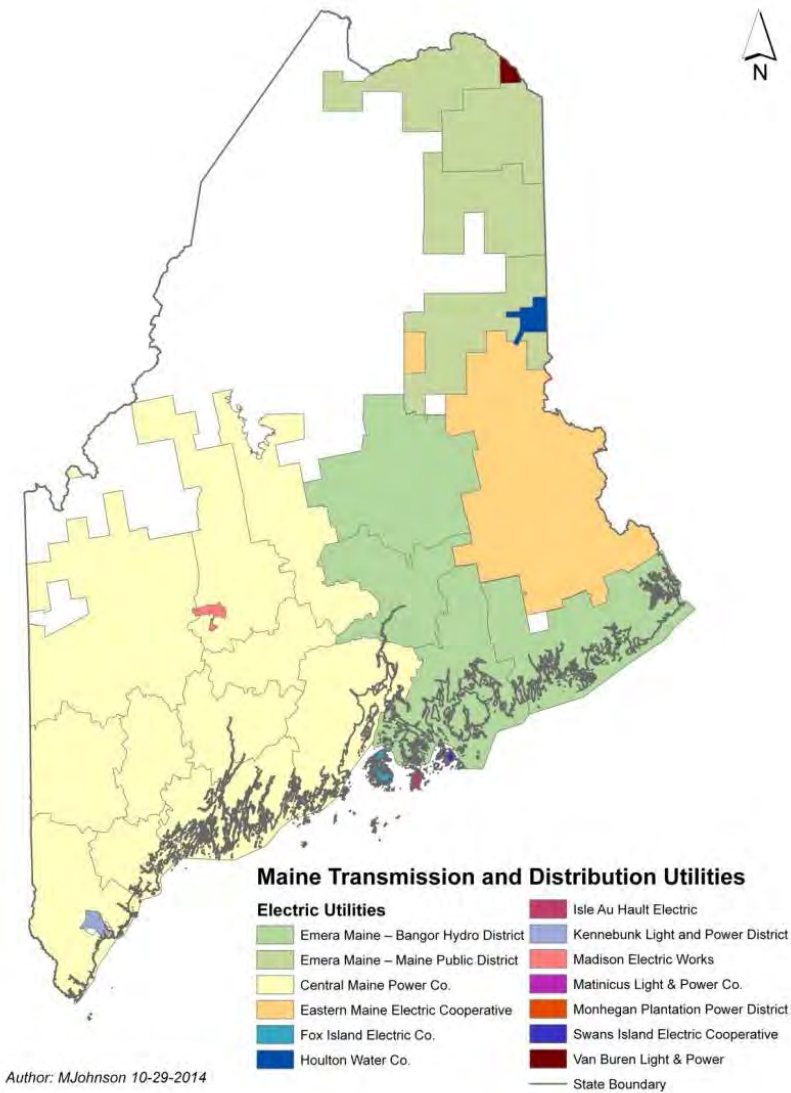 N
Maine Transmission and Distribution Utilities
Electric Utilities
Emera Maine – Bangor Hydro District
Emera Maine – Maine Public District
Central Maine Power Co.
Eastern Maine Electric Cooperative
Fox Island Electric Co.
Houlton Water Co.
Isle Au Hault Electric
Kennebunk Light and Power District
Madison Electric Works
Matinicus Light & Power Co.
Monhegan Plantation Power District
Swans Island Electric Cooperative
Van Buren Light & Power
State Boundary
Author: MJohnson 10-29-2014